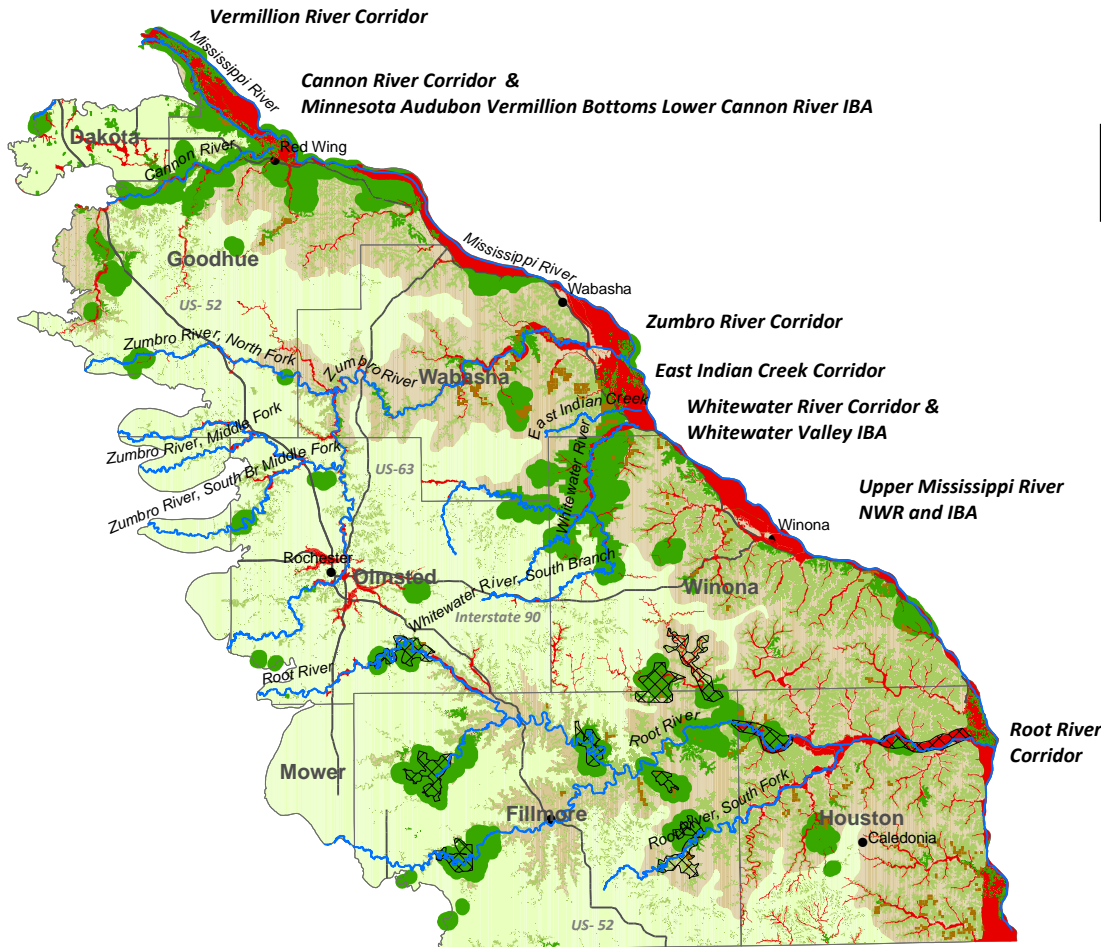 Vermillion River Corridor
Mississippi River
Cannon River Corridor &
Minnesota Audubon Vermillion Bottoms Lower Cannon River IBA
Dakota
Cannon River
Red Wing
Goodhue
Mississippi River
US- 52
Wabasha
Zumbro River Corridor
Zumbro River, North Fork
Zumbro River
Wabasha
East Indian Creek Corridor
East Indian Creek
Whitewater River Corridor &
Whitewater Valley IBA
Zumbro River, Middle Fork
Zumbro River, South Br Middle Fork
US-63
Whitewater River
Upper Mississippi River
NWR and IBA
Winona
Rochester
Olmsted
Whitewater River, South Branch
Winona
Interstate 90
Root River
Root River
Root River
Corridor
Mower
Fillmore
Root River, South Fork
Houston
Caledonia
US- 52